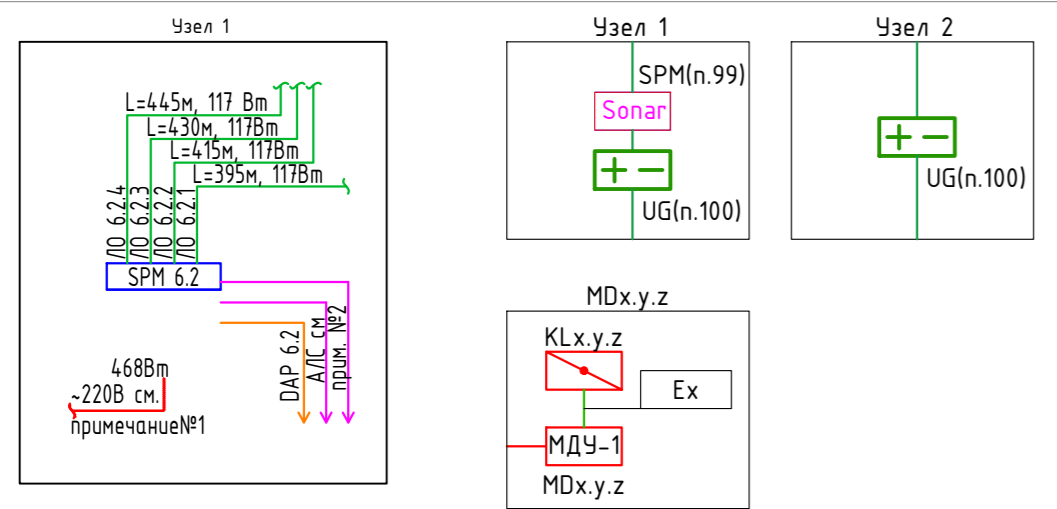 Узел 1
L=445м, 117 Вт
L=430м, 117Вт
L=415м, 117Вт
L=395м, 117Вт
ЛО 6.2.4
ЛО 6.2.3
ЛО 6.2.2
ЛО 6.2.1
SPM 6.2
DAP 6.2
АЛС см
прим. №2
468Вт
~220В см.
примечание№1
Узел 1
SPM(п.99)
Sonar
+ −
UG(п.100)
Узел 2
+ −
UG(п.100)
MDx.y.z
KLx.y.z
Ex
МДУ-1
MDx.y.z